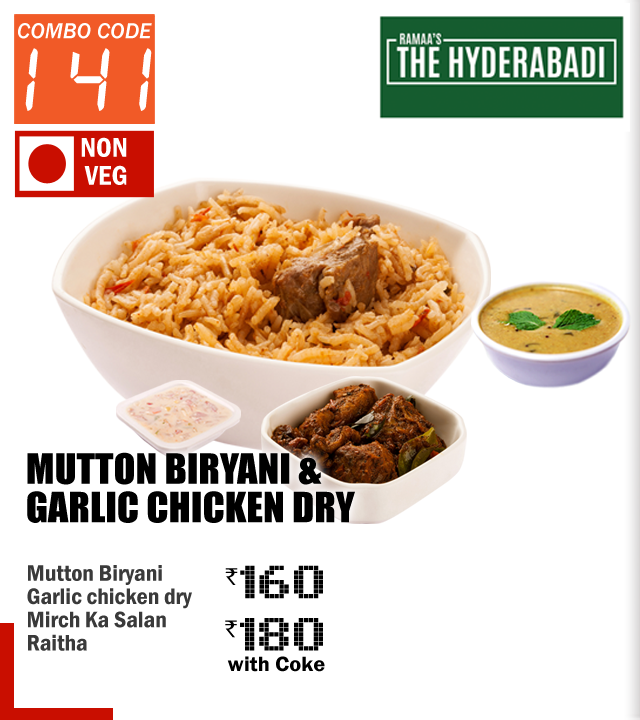 COMBO CODE
141
NON
VEG
RAMAA'S
THE HYDERABADI
MUTTON BIRYANI &
GARLIC CHICKEN DRY
Mutton Biryani
Garlic chicken dry
Mirch Ka Salan
Raitha
₹160
₹180
with Coke